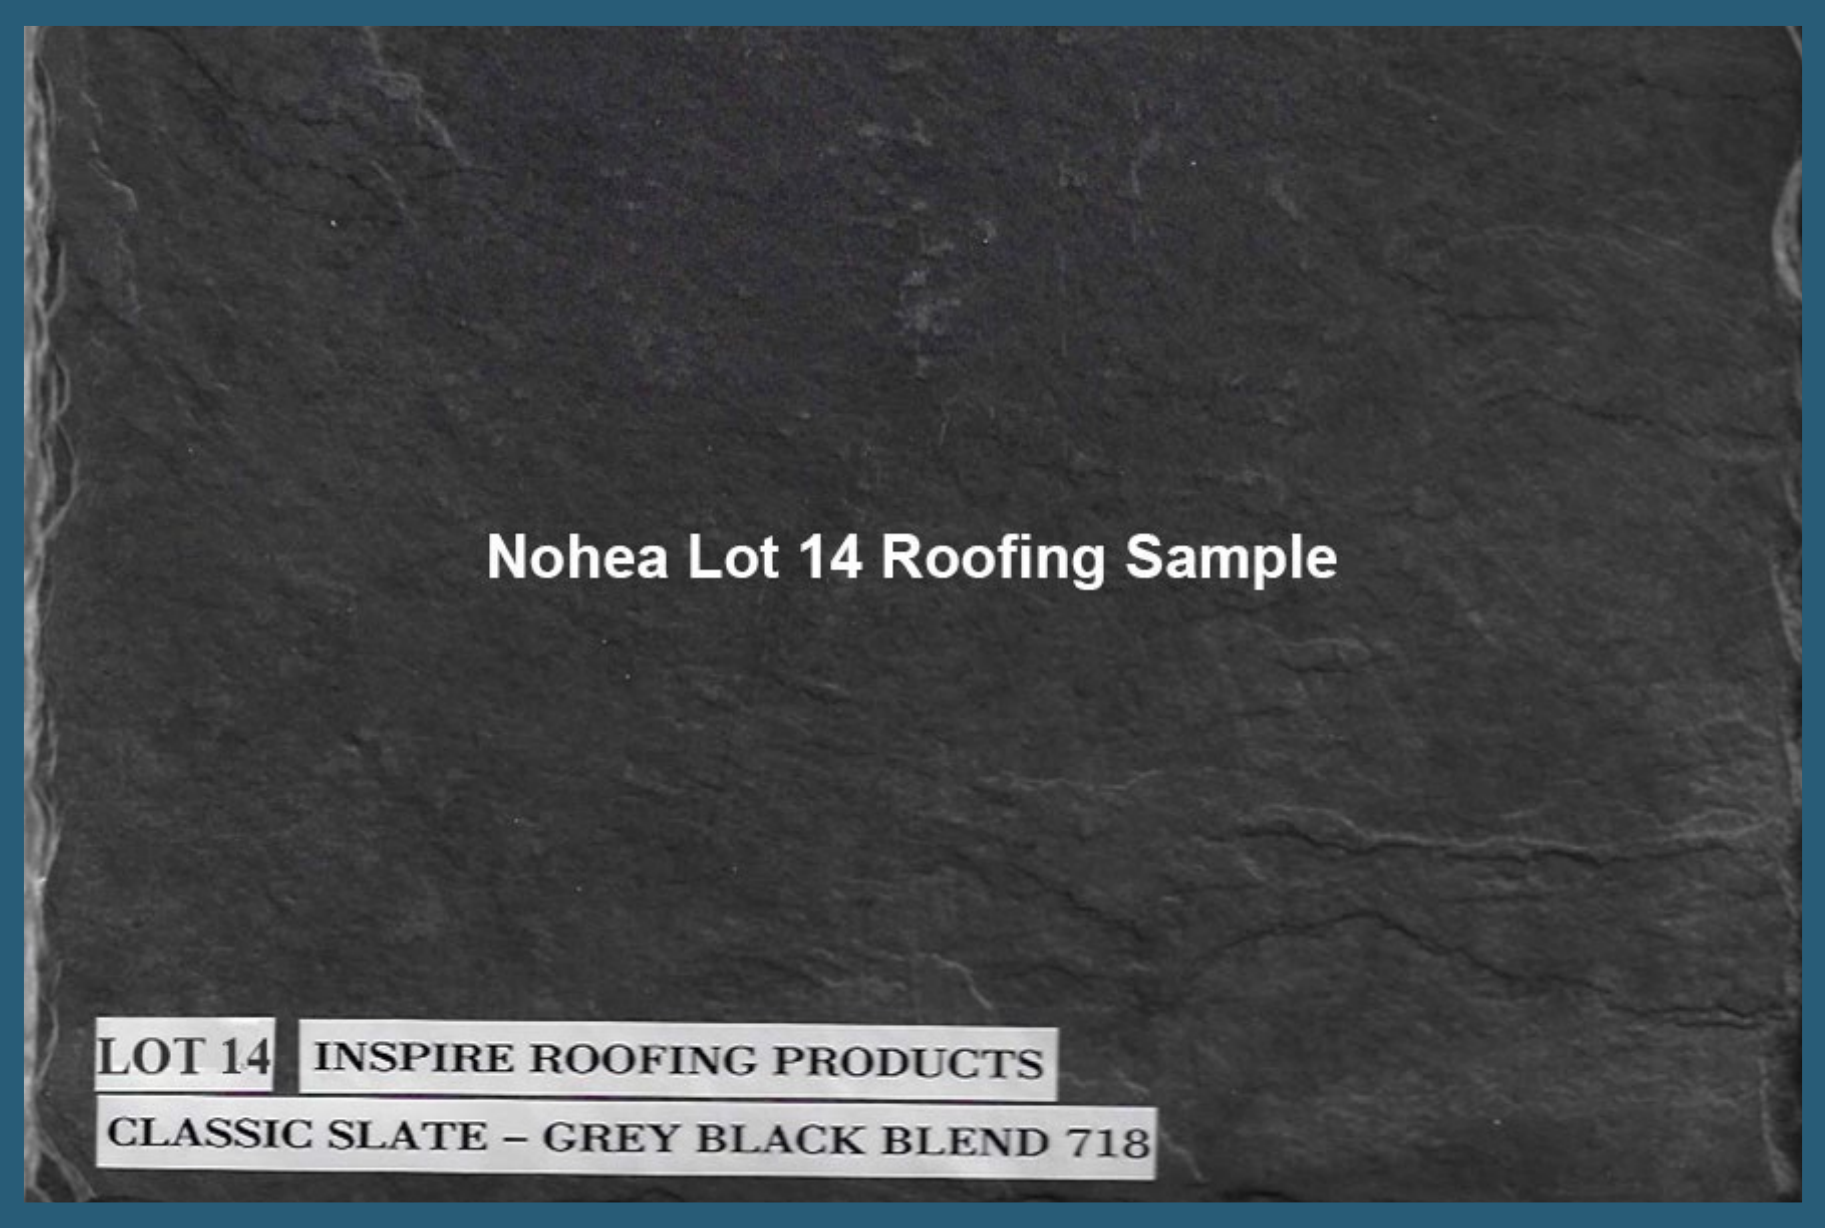 Nohea Lot 14 Roofing Sample
LOT 14 INSPIRE ROOFING PRODUCTS
CLASSIC SLATE – GREY BLACK BLEND 718